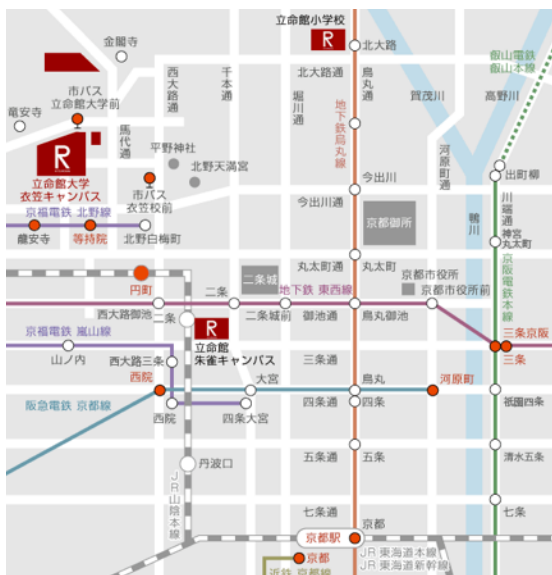 立命館小学校
R
北大路
金閣寺
市バス
立命館大学前
西大路通
千本通
堀川通
北大路通
烏丸通
賀茂川
高野川
叡山電鉄
叡山本線
竜安寺
馬代通
地下鉄烏丸線
河原町通
R
平野神社
北野天満宮
立命館大学
衣笠キャンパス
市バス
衣笠校前
今出川
今出川通
出町柳
川端通
京福電鉄 北野線
龍安寺
等持院
北野白梅町
京都御所
鴨川
神宮
丸太町
丸太町通
丸太町
京都市役所
京都市役所前
京阪電鉄本線
円町
二条城
二条
地下鉄 東西線
西大路御池
二条
二条城前
御池通
烏丸御池
R
立命館
朱雀キャンパス
京福電鉄 嵐山線
山ノ内
西大路三条
三条通
三条京阪
三条
西院
大宮
烏丸
河原町
阪急電鉄 京都線
西院
四条大宮
四条通
四条
祇園四条
丹波口
五条通
五条
清水五条
JR山陰本線
七条通
七条
京都
京都駅
JR東海道本線
JR東海道新幹線
京都
近鉄 京都線